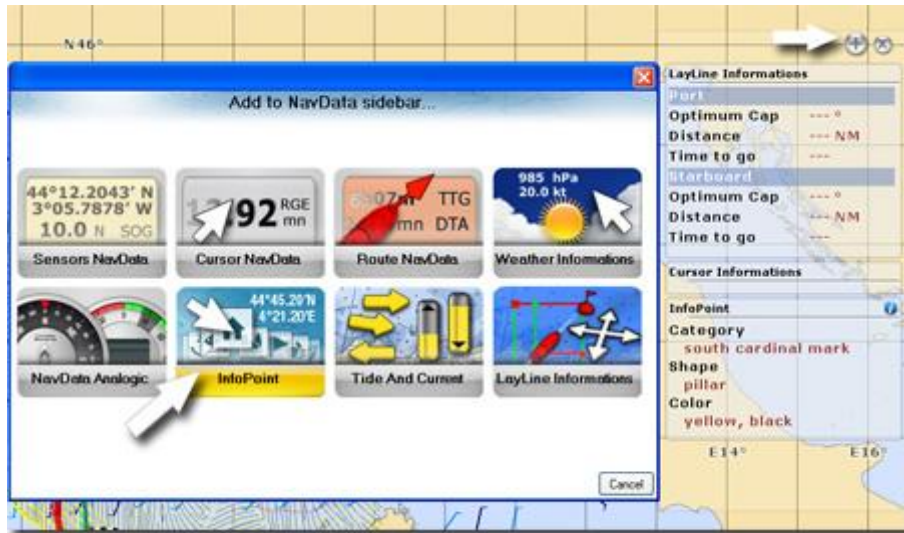 N 46°
Add to NavData sidebar...
44°12.2043' N
3°05.7878' W
10.0 N SOG
Sensors NavData
92 RGE
mn
Cursor NavData
TTG
mn DTA
Route NavData
985 hPa
20.0 kt
Weather Informations
NavData Analogic
44°45.20'N
4°21.20'E
InfoPoint
Tide And Current
LayLine Informations
Cancel
LayLine Informations
Port
Optimum Cap --- °
Distance --- NM
Time to go ---
Starboard
Optimum Cap --- °
Distance --- NM
Time to go ---
Cursor Informations
InfoPoint
Category
south cardinal mark
Shape
pillar
Color
yellow, black
E14° E16°